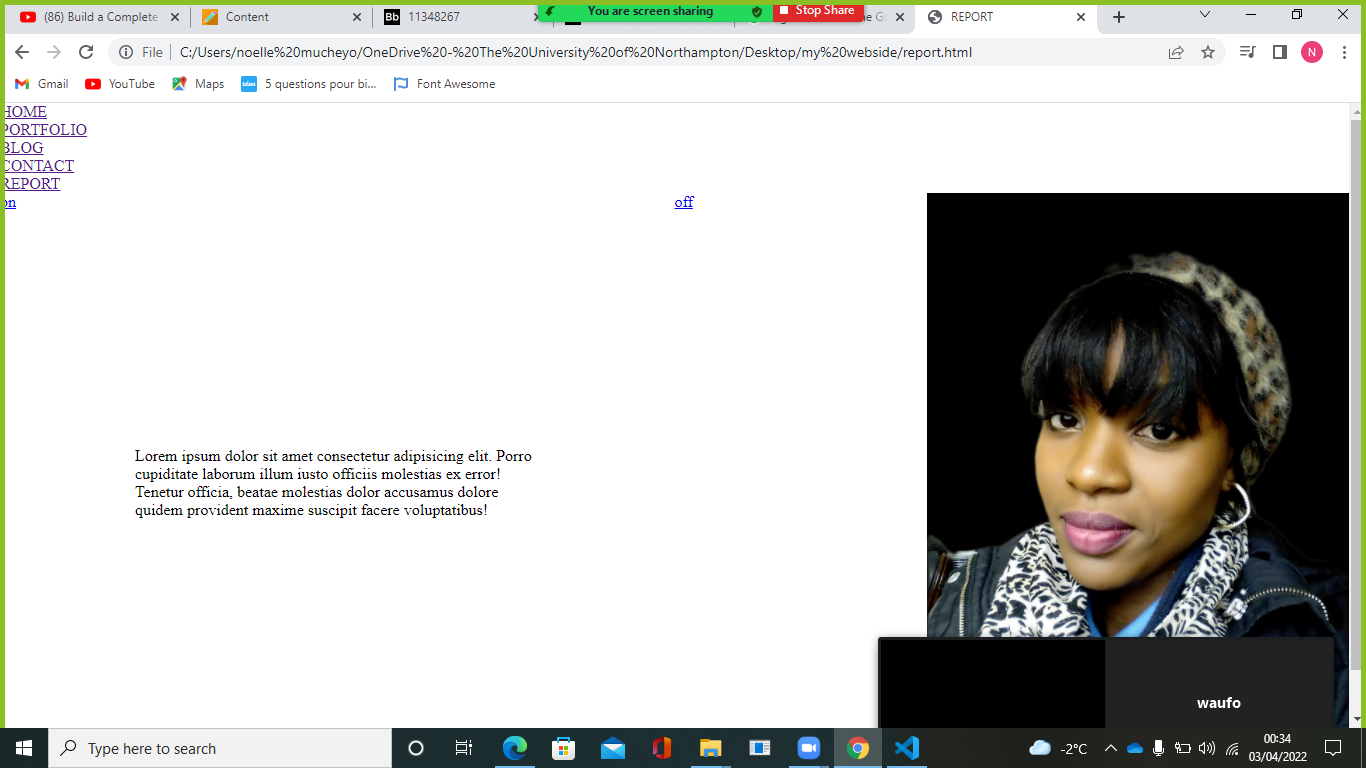 (86) Build a Complete
Content
Bb 11348267
You are screen sharing
Stop Share
REPORT
File
C:/Users/noelle%20mucheyo/OneDrive%20-%20The%20University%20of%20Northampton/Desktop/my%20webside/report.html
N
Gmail
YouTube
Maps
5 questions pour bi...
Font Awesome
HOME
PORTFOLIO
BLOG
CONTACT
REPORT
on
off
Lorem ipsum dolor sit amet consectetur adipisicing elit. Porro
cupiditate laborum illum iusto officiis molestias ex error!
Tenetur officia, beatae molestias dolor accusamus dolore
quidem provident maxime suscipit facere voluptatibus!
waufo
Type here to search
-2°C
00:34
03/04/2022